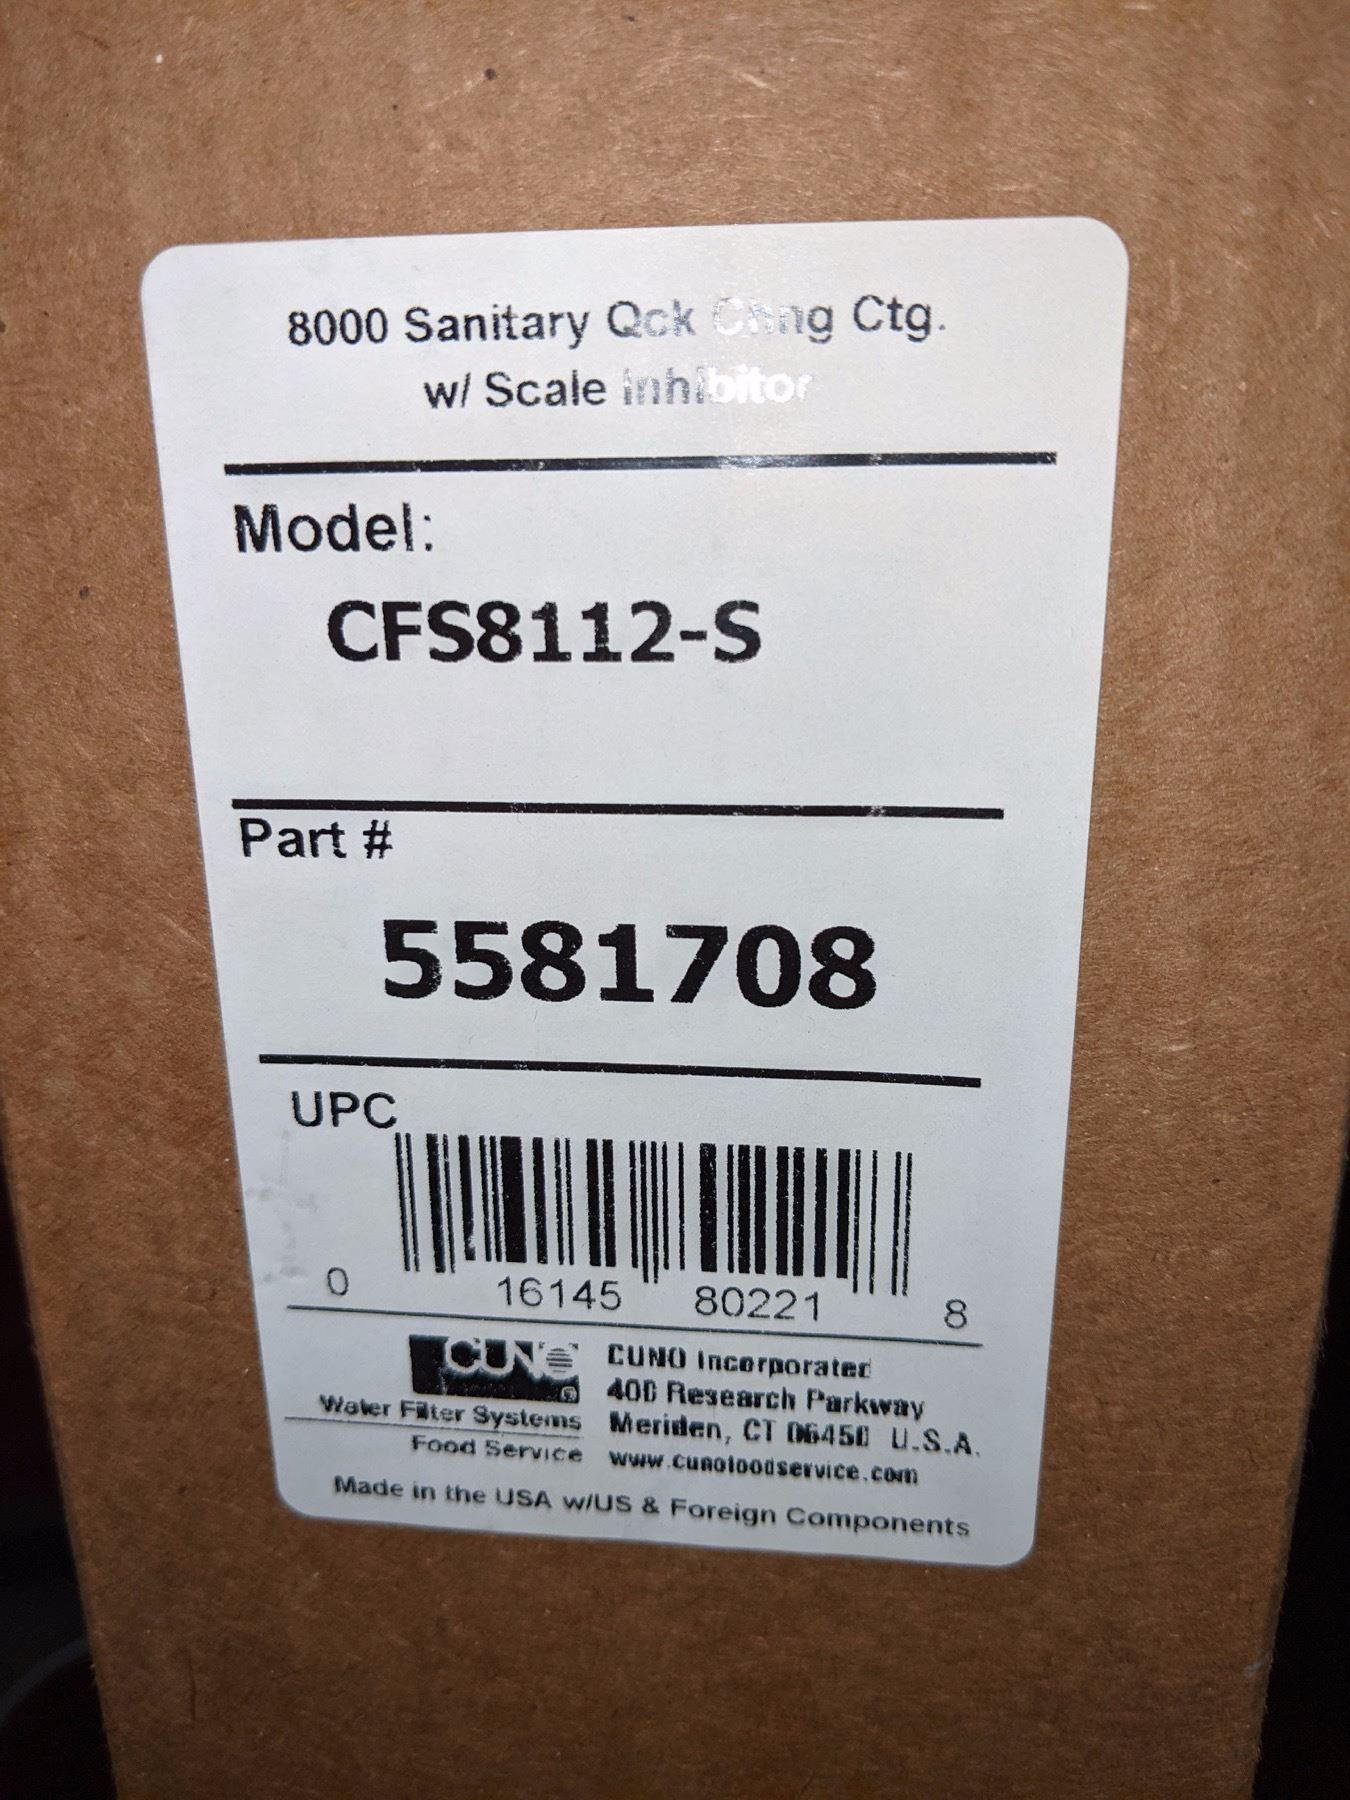 8000 Sanitary Qck Chng Ctg.
w/ Scale Inhibitor
Model:
CFS8112-S
Part #
5581708
UPC
0 16145 80221 8
CUNO
Water Filter Systems
Food Service
CUNO Incorporated
400 Research Parkway
Meriden, CT 06450 U.S.A.
www.cunofoodservice.com
Made in the USA w/US & Foreign Components